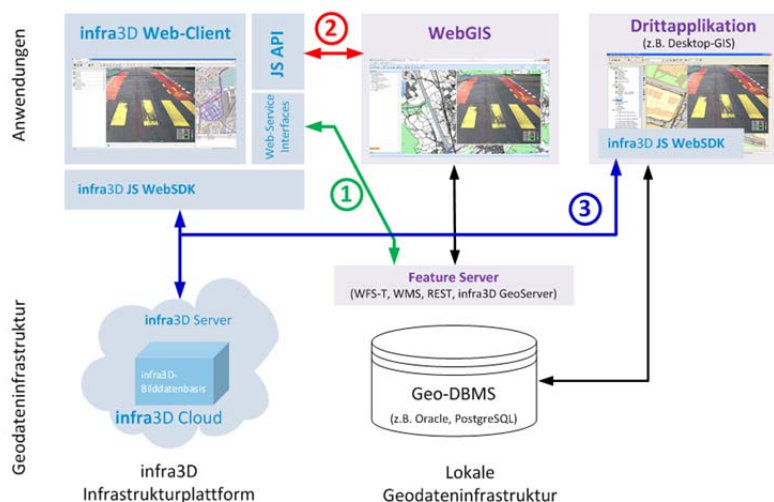 Anwendungen
infra3D Web-Client
JS API
Web-Service
Interfaces
infra3D JS WebSDK
2
WebGIS
Drittapplikation
(z.B. Desktop-GIS)
infra3D JS WebSDK
1
3
Feature Server
(WFS-T, WMS, REST, infra3D GeoServer)
Geodateninfrastruktur
infra3D Server
infra3D-
Bilddatenbasis
infra3D Cloud
Geo-DBMS
(z.B. Oracle, PostgreSQL)
infra3D
Infrastrukturplattform
Lokale
Geodateninfrastruktur